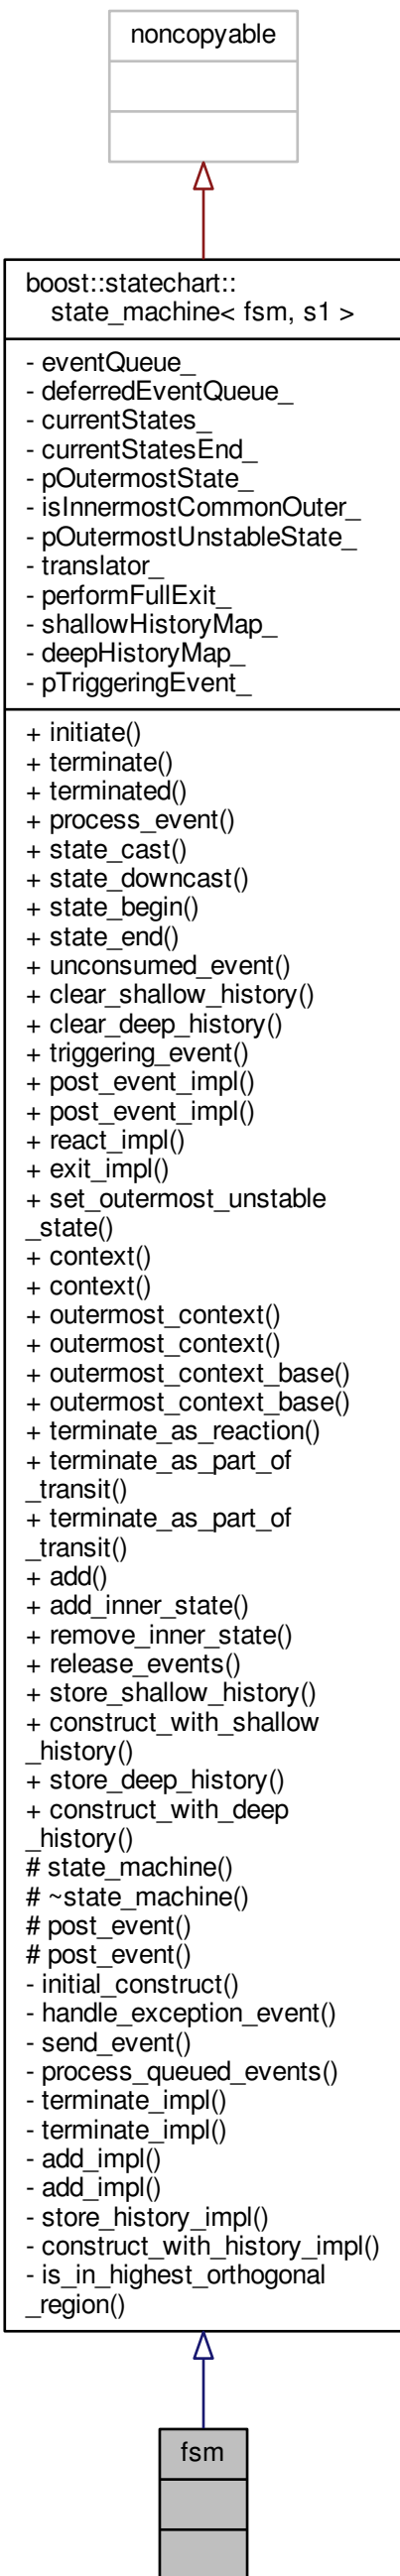 noncopyable
boost::statechart::
state_machine< fsm, s1 >
- eventQueue_
- deferredEventQueue_
- currentStates_
- currentStatesEnd_
- pOutermostState_
- isInnermostCommonOuter_
- pOutermostUnstableState_
- translator_
- performFullExit_
- shallowHistoryMap_
- deepHistoryMap_
- pTriggeringEvent_
+ initiate()
+ terminate()
+ terminated()
+ process_event()
+ state_cast()
+ state_downcast()
+ state_begin()
+ state_end()
+ unconsumed_event()
+ clear_shallow_history()
+ clear_deep_history()
+ triggering_event()
+ post_event_impl()
+ post_event_impl()
+ react_impl()
+ exit_impl()
+ set_outermost_unstable
_state()
+ context()
+ context()
+ outermost_context()
+ outermost_context()
+ outermost_context_base()
+ outermost_context_base()
+ terminate_as_reaction()
+ terminate_as_part_of
_transit()
+ terminate_as_part_of
_transit()
+ add()
+ add_inner_state()
+ remove_inner_state()
+ release_events()
+ store_shallow_history()
+ construct_with_shallow
_history()
+ store_deep_history()
+ construct_with_deep
_history()
# state_machine()
# ~state_machine()
# post_event()
# post_event()
- initial_construct()
- handle_exception_event()
- send_event()
- process_queued_events()
- terminate_impl()
- terminate_impl()
- add_impl()
- add_impl()
- store_history_impl()
- construct_with_history_impl()
- is_in_highest_orthogonal
_region()
fsm